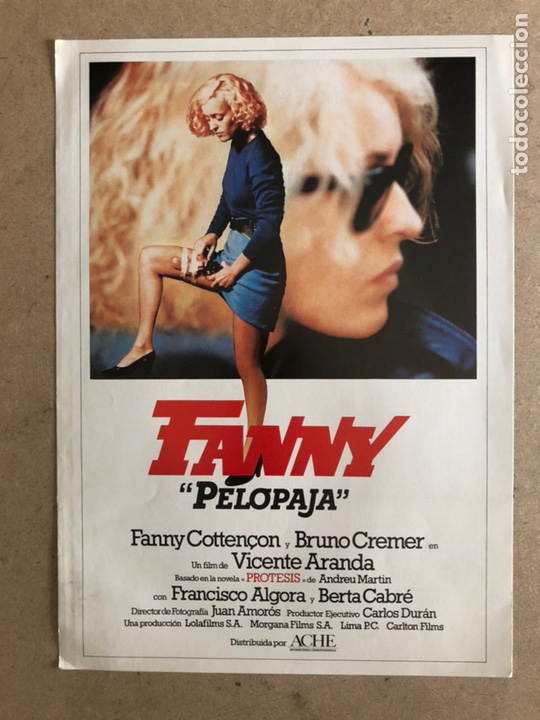 FANNY
"PELOPAJA"
Fanny Cottençon y Bruno Cremer en
Un film de Vicente Aranda
Basado en la novela « PROTESIS » de Andreu Martin
con Francisco Algora y Berta Cabré
Director de Fotografía Juan Amorós Productor Ejecutivo Carlos Durán
Una producción Lolafilms S.A. Morgana Films S.A. Lima P.C. Carlton Films
Distribuida por ACHE
todocoleccion